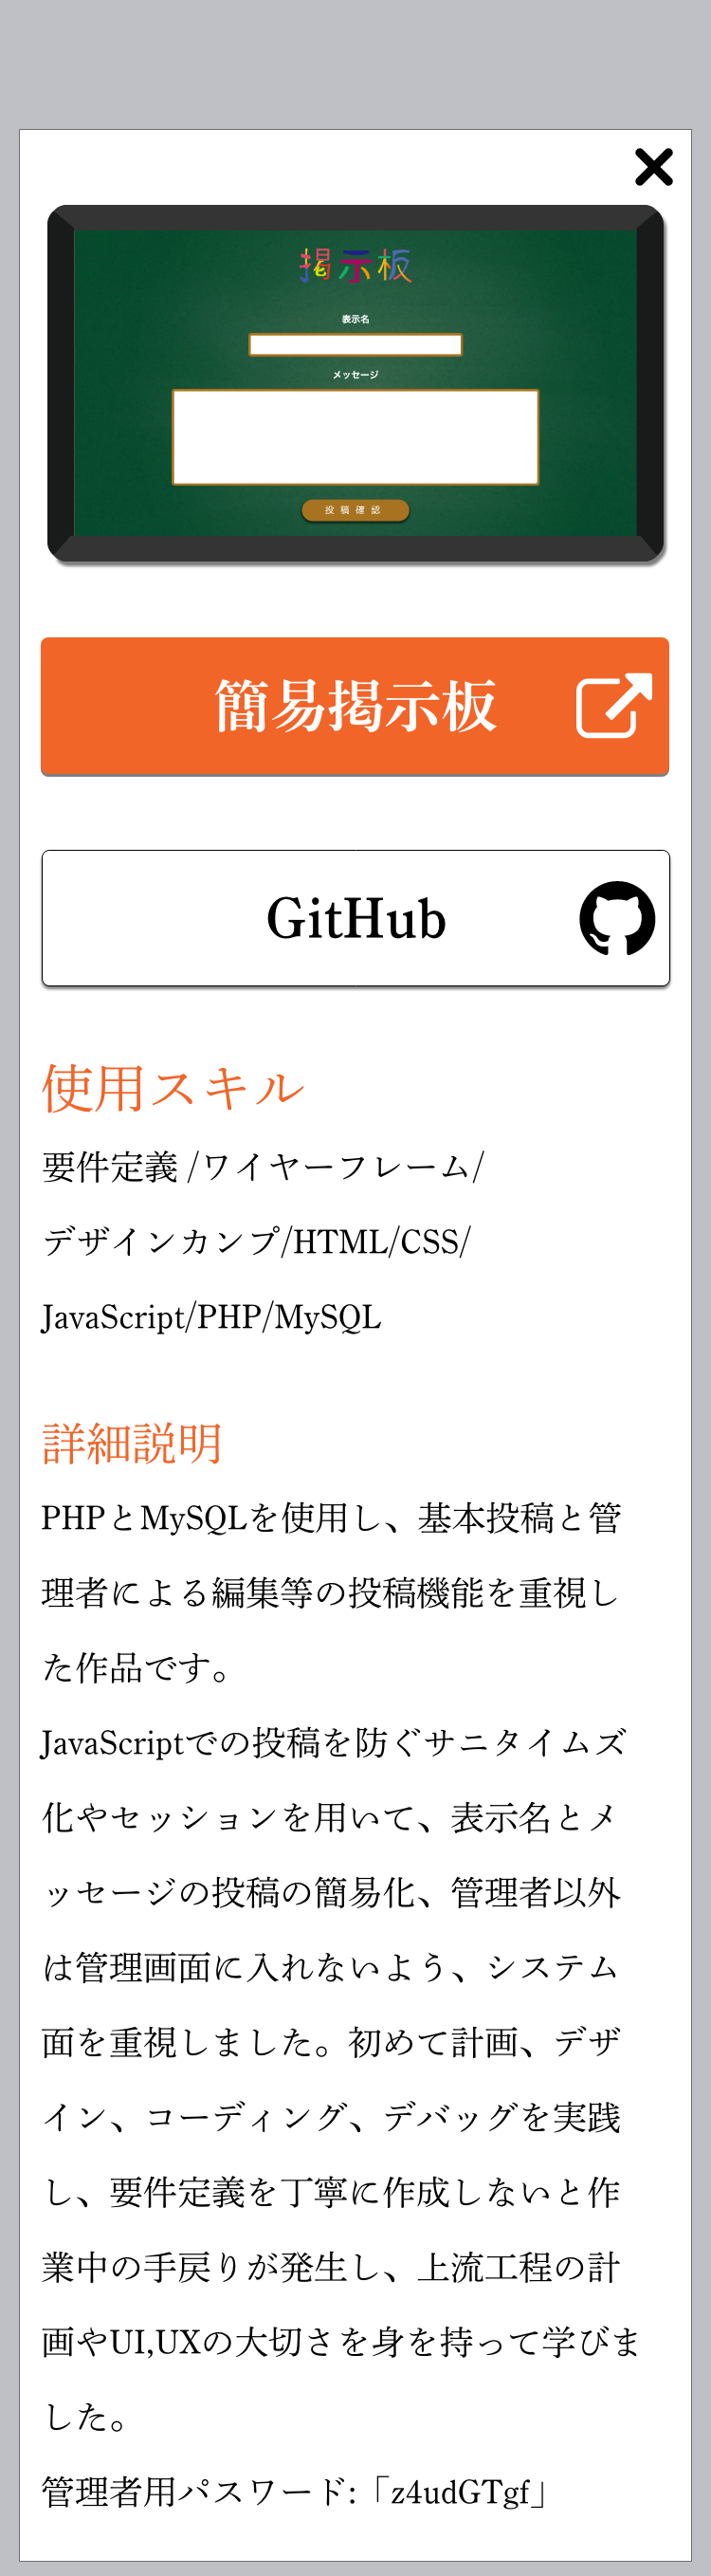 掲示板
表示名
メッセージ
投稿確認
簡易掲示板
GitHub
使用スキル
要件定義 /ワイヤーフレーム/
デザインカンプ/HTML/CSS/
JavaScript/PHP/MySQL
詳細説明
PHPとMySQLを使用し、基本投稿と管
理者による編集等の投稿機能を重視し
た作品です。
JavaScriptでの投稿を防ぐサニタイムズ
化やセッションを用いて、表示名とメ
ッセージの投稿の簡易化、管理者以外
は管理画面に入れないよう、システム
面を重視しました。初めて計画、デザ
イン、コーディング、デバッグを実践
し、要件定義を丁寧に作成しないと作
業中の手戻りが発生し、上流工程の計
画やUI,UXの大切さを身を持って学びま
した。
管理者用パスワード:「z4udGTgf」